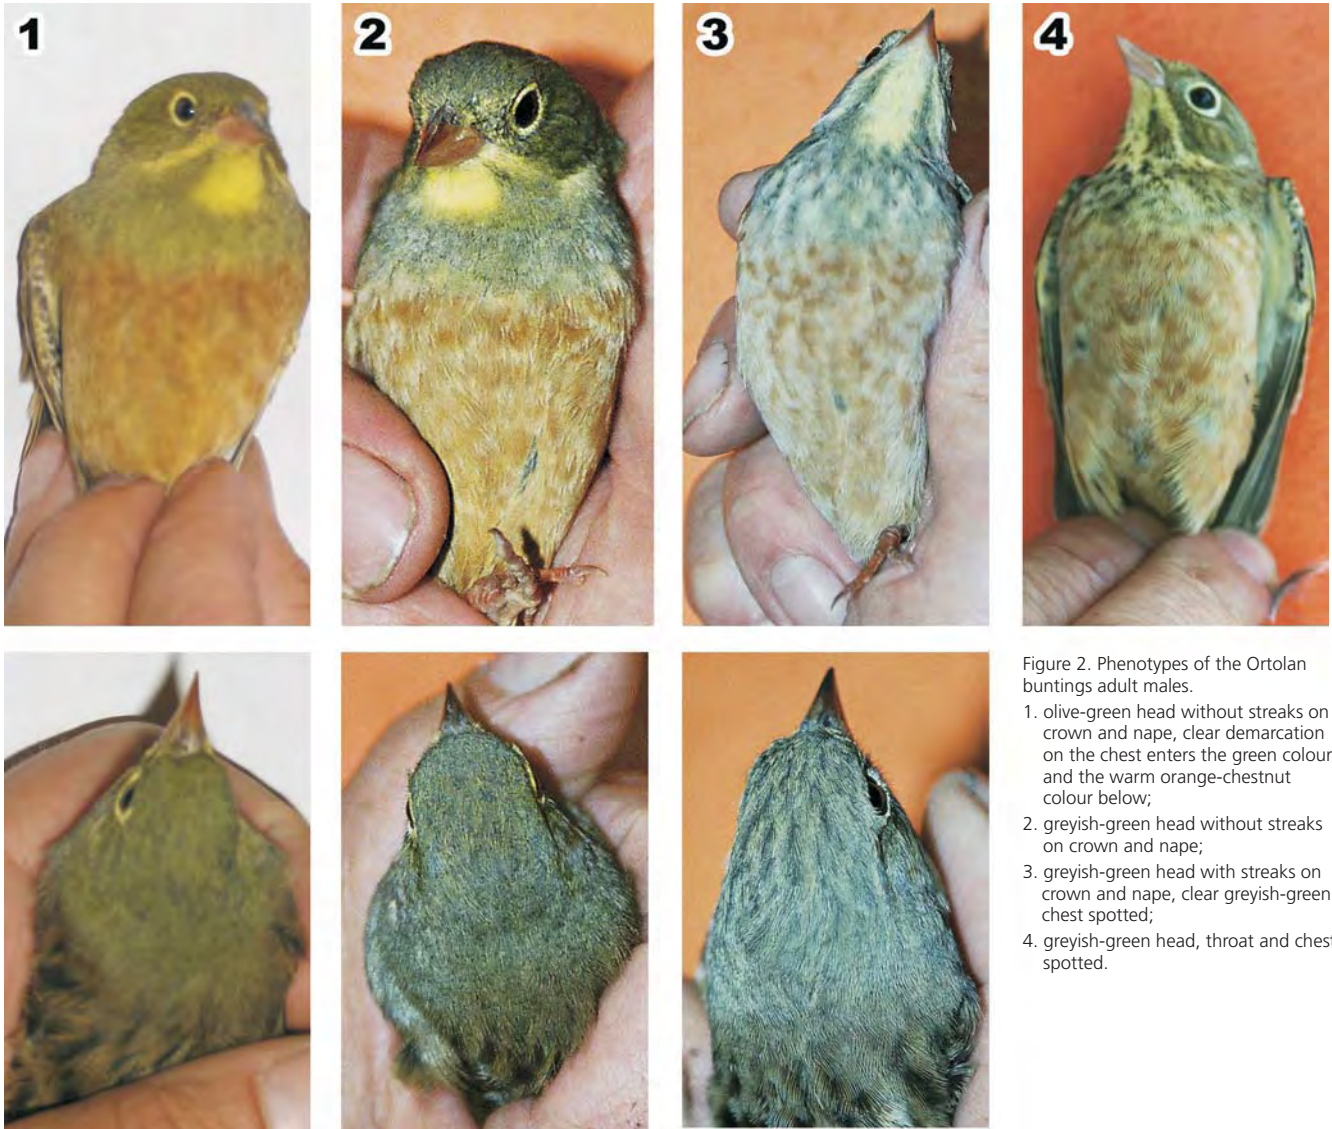 1
2
3
4
Figure 2. Phenotypes of the Ortolan
buntings adult males.
1. olive-green head without streaks on
crown and nape, clear demarcation
on the chest enters the green colour
and the warm orange-chestnut
colour below;
2. greyish-green head without streaks
on crown and nape;
3. greyish-green head with streaks on
crown and nape, clear greyish-green
chest spotted;
4. greyish-green head, throat and chest
spotted.